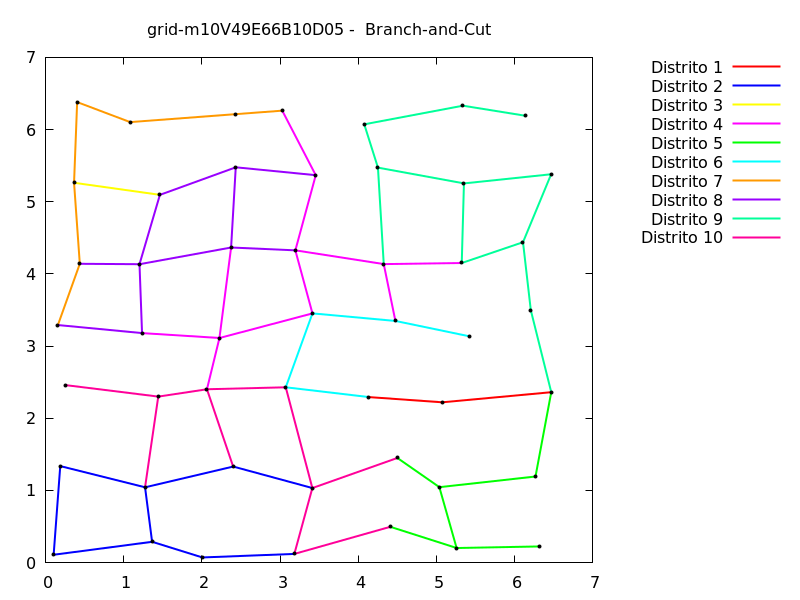 grid-m10V49E66B10D05 -  Branch-and-Cut
Distrito 1
Distrito 2
Distrito 3
Distrito 4
Distrito 5
Distrito 6
Distrito 7
Distrito 8
Distrito 9
Distrito 10
7
6
5
4
3
2
1
0
0 1 2 3 4 5 6 7